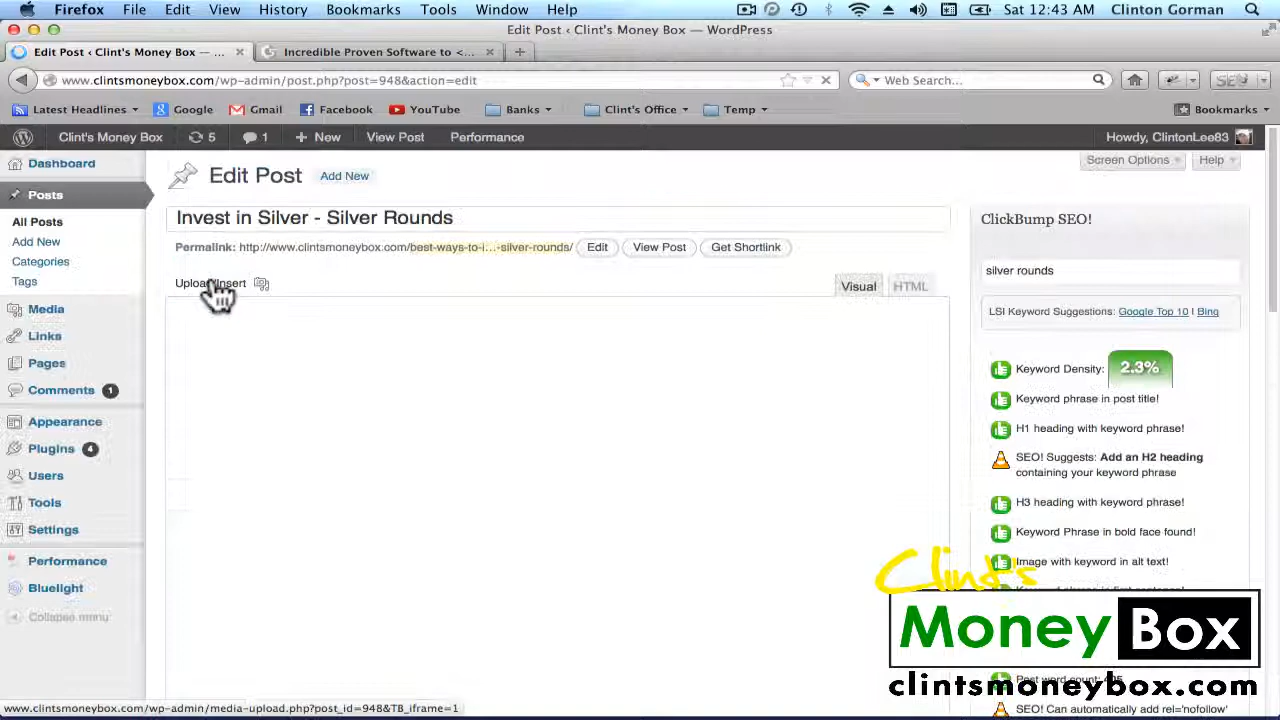 Firefox File Edit View History Bookmarks Tools Window Help Sat 12:43 AM Clinton Gorman
Edit Post ‹ Clint's Money Box — WordPress
Edit Post ‹ Clint's Money Box — ... Incredible Proven Software to <...
www.clintsmoneybox.com/wp-admin/post.php?post=948&action=edit Web Search... SEO
Latest Headlines Google Gmail Facebook YouTube Banks Clint's Office Temp Bookmarks
Clint's Money Box 5 1 + New View Post Performance Howdy, ClintonLee83
Dashboard
Edit Post Add New Screen Options Help
Posts
Invest in Silver - Silver Rounds ClickBump SEO!
All Posts
Add New
Permalink: http://www.clintsmoneybox.com/best-ways-to-i...-silver-rounds/ Edit View Post Get Shortlink
Categories
silver rounds
Tags
Upload/Insert Visual HTML
Media
LSI Keyword Suggestions: Google Top 10 | Bing
Links
Pages
Keyword Density: 2.3%
Comments 1
Keyword phrase in post title!
Appearance
H1 heading with keyword phrase!
Plugins 4
SEO! Suggests: Add an H2 heading
containing your keyword phrase
Users
Tools
H3 heading with keyword phrase!
Settings
Keyword Phrase in bold face found!
Performance
Image with keyword in alt text!
Bluelight
Clint's
Collapse menu
Money Box
clintsmoneybox.com
www.clintsmoneybox.com/wp-admin/media-upload.php?post_id=948&TB_iframe=1
SEO! Can automatically add rel='nofollow'